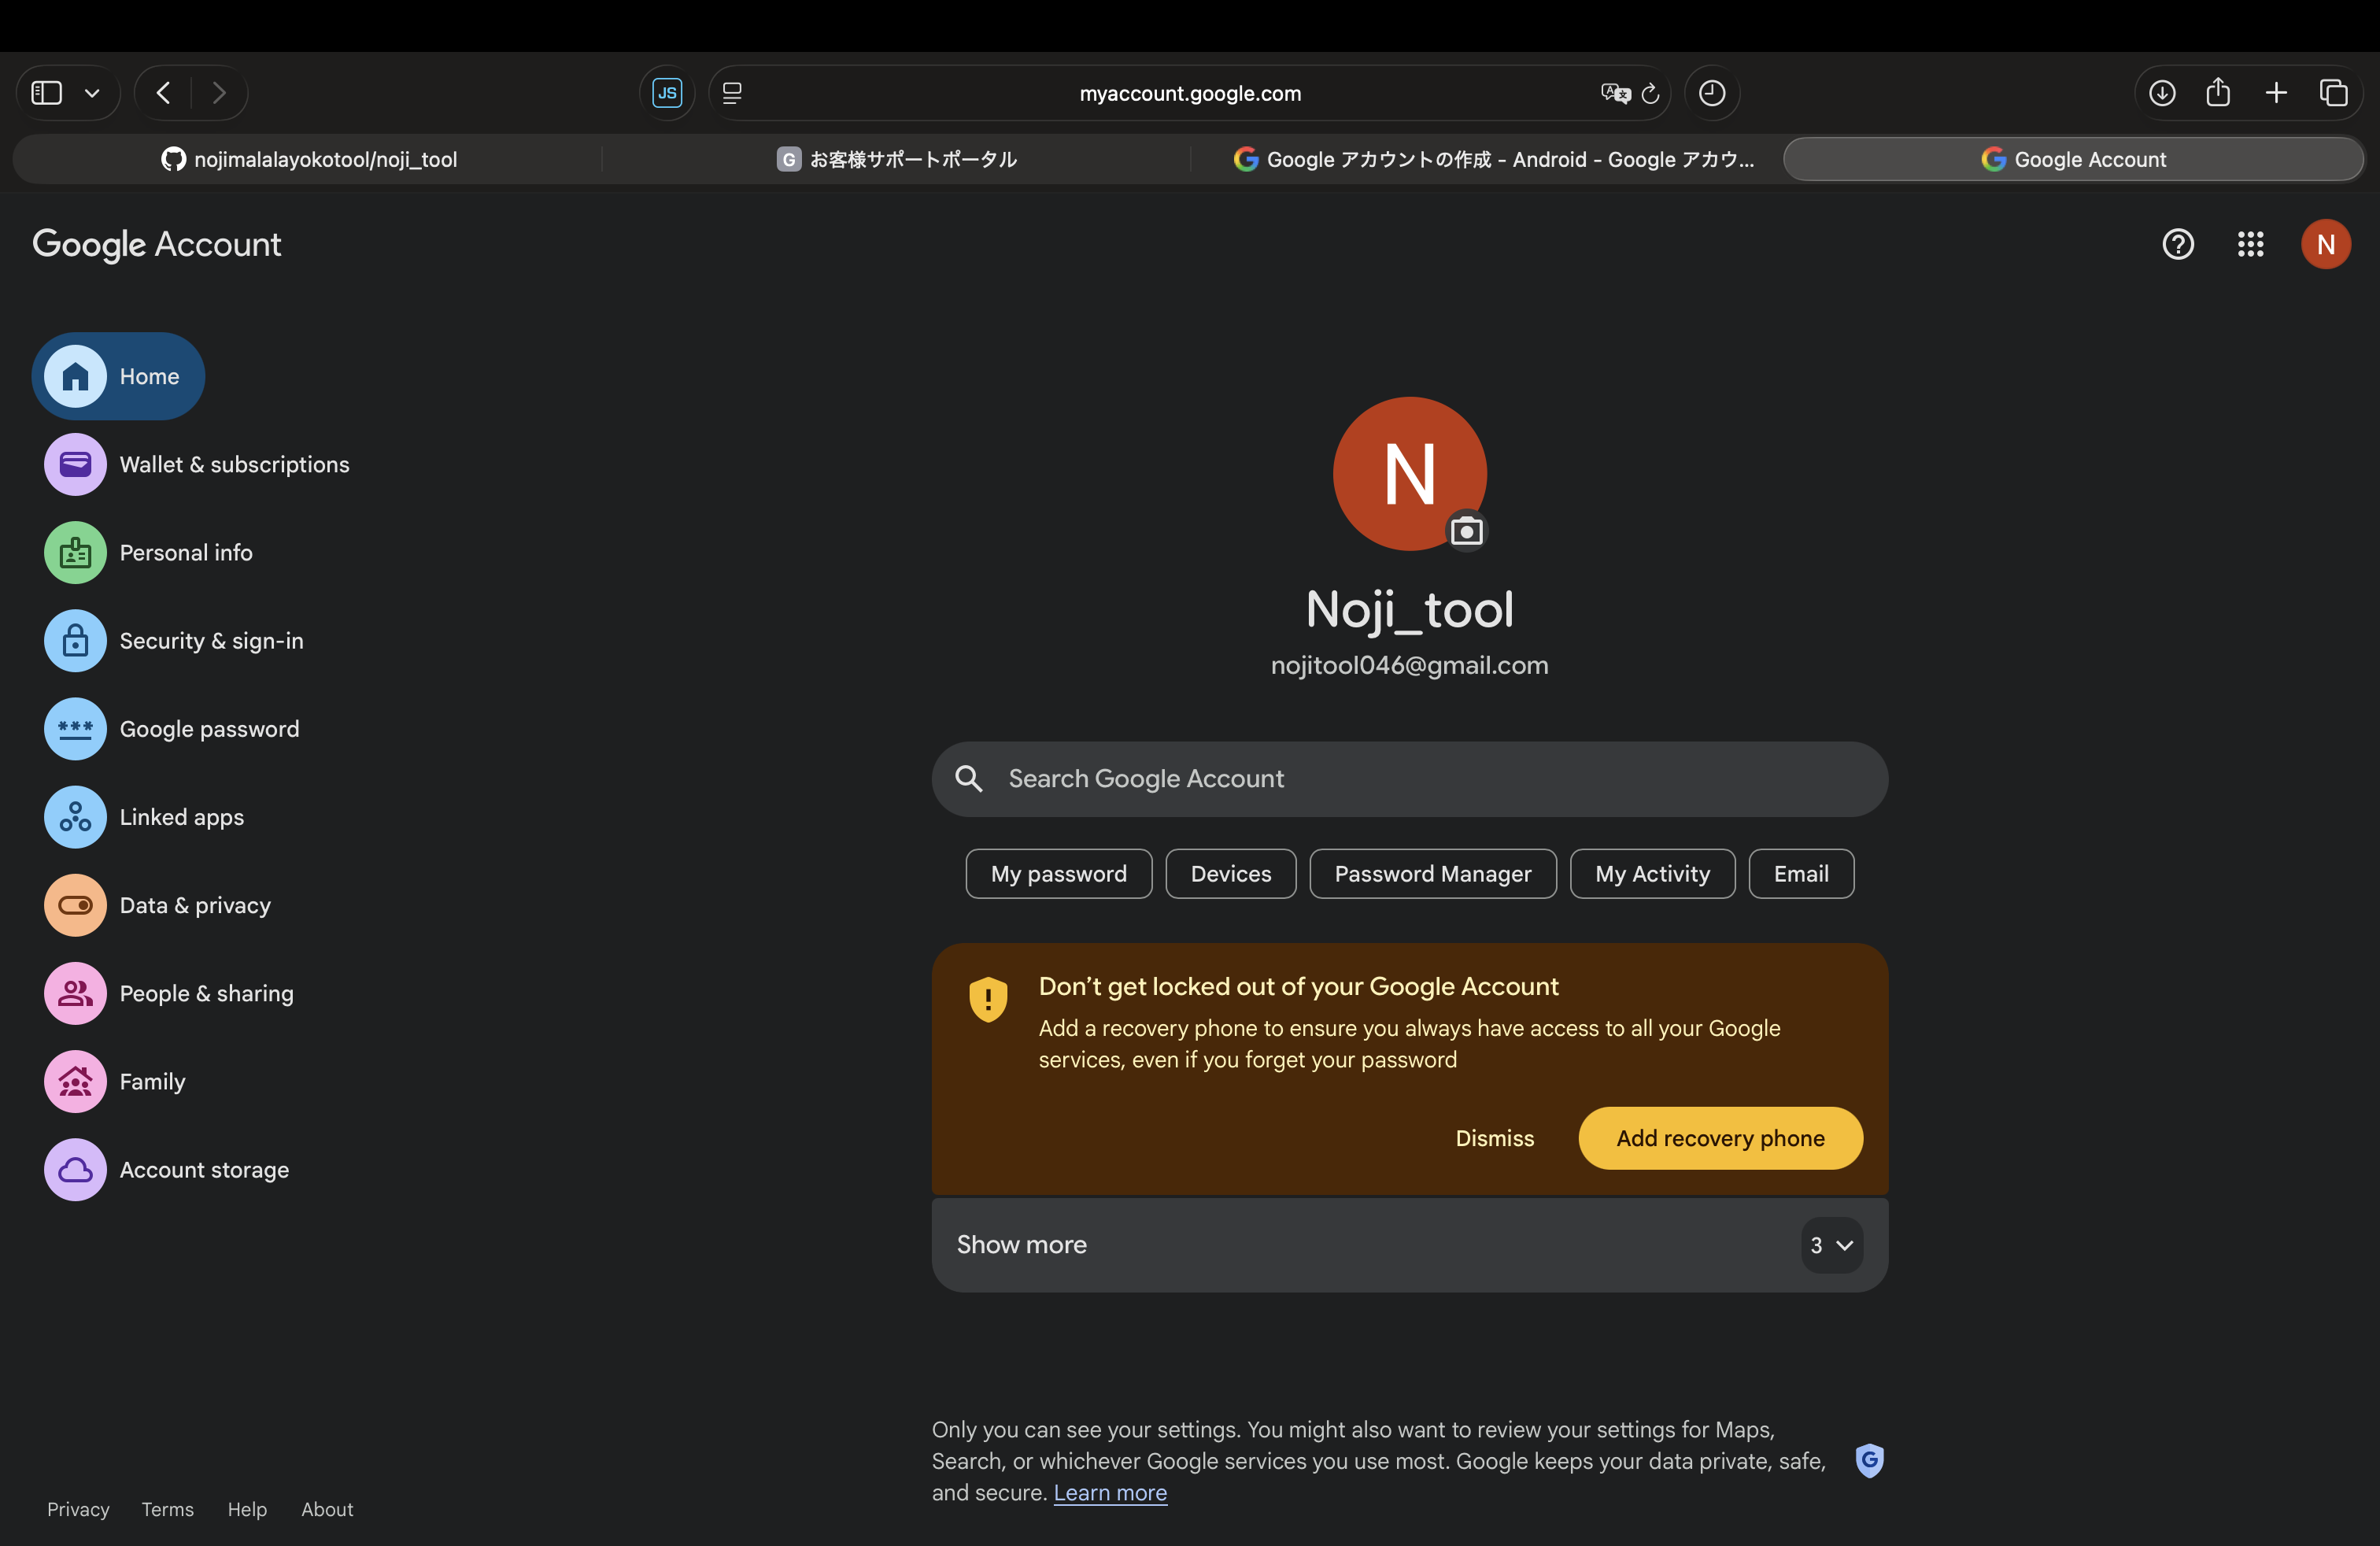 JS
myaccount.google.com
nojimalalayokotool/noji_tool
G お客様サポートポータル
Google アカウントの作成 - Android - Google アカウ...
Google Account
Google Account
N
Home
Wallet & subscriptions
Personal info
Security & sign-in
Google password
Linked apps
Data & privacy
People & sharing
Family
Account storage
N
Noji_tool
nojitool046@gmail.com
Search Google Account
My password
Devices
Password Manager
My Activity
Email
Don’t get locked out of your Google Account
Add a recovery phone to ensure you always have access to all your Google
services, even if you forget your password
Dismiss
Add recovery phone
Show more
3
Only you can see your settings. You might also want to review your settings for Maps,
Search, or whichever Google services you use most. Google keeps your data private, safe,
and secure. Learn more
G
Privacy
Terms
Help
About